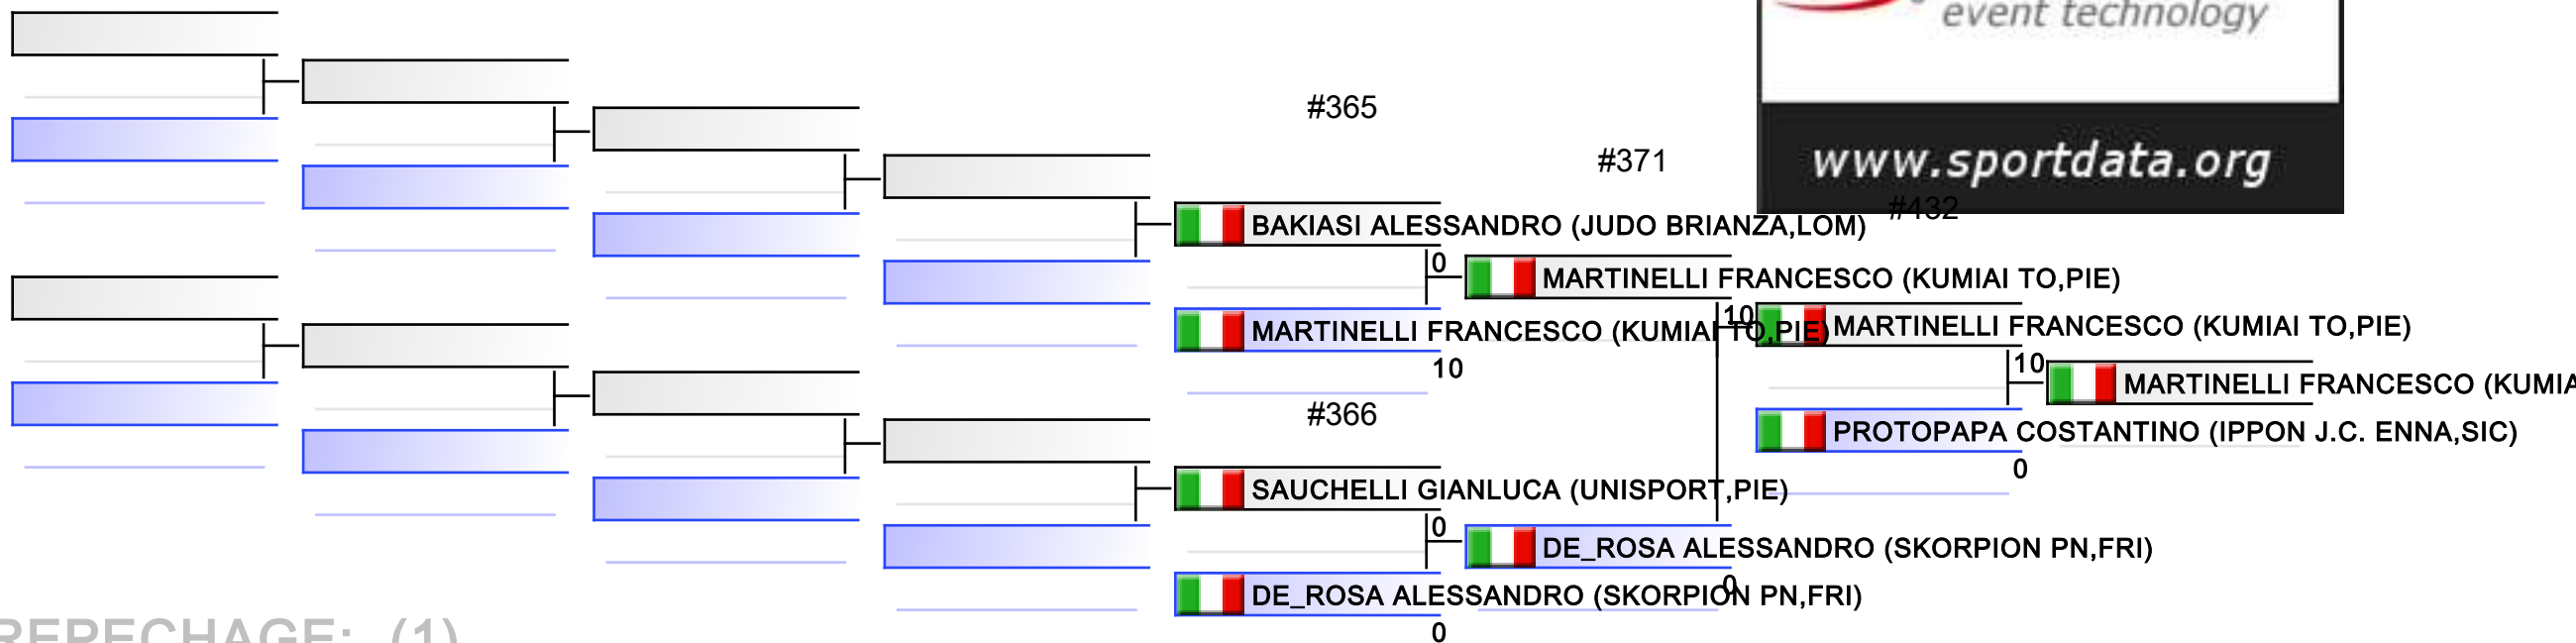 event technology
www.sportdata.org
#365
#371
#432
BAKIASI ALESSANDRO (JUDO BRIANZA,LOM)
0
MARTINELLI FRANCESCO (KUMIAI TO,PIE)
MARTINELLI FRANCESCO (KUMIAI TO,PIE)
10
10
MARTINELLI FRANCESCO (KUMIAI TO,PIE)
10
MARTINELLI FRANCESCO (KUMIA
#366
PROTOPAPA COSTANTINO (IPPON J.C. ENNA,SIC)
0
SAUCHELLI GIANLUCA (UNISPORT,PIE)
0
DE_ROSA ALESSANDRO (SKORPION PN,FRI)
0
DE_ROSA ALESSANDRO (SKORPION PN,FRI)
0
REPECHAGE: (1)